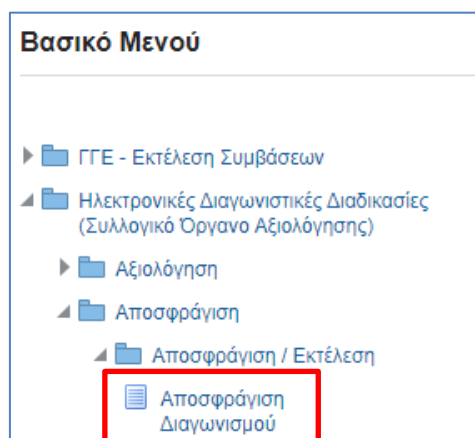 Βασικό Μενού
ΓΓΕ - Εκτέλεση Συμβάσεων
Ηλεκτρονικές Διαγωνιστικές Διαδικασίες
(Συλλογικό Όργανο Αξιολόγησης)
Αξιολόγηση
Αποσφράγιση
Αποσφράγιση / Εκτέλεση
Αποσφράγιση
Διαγωνισμού